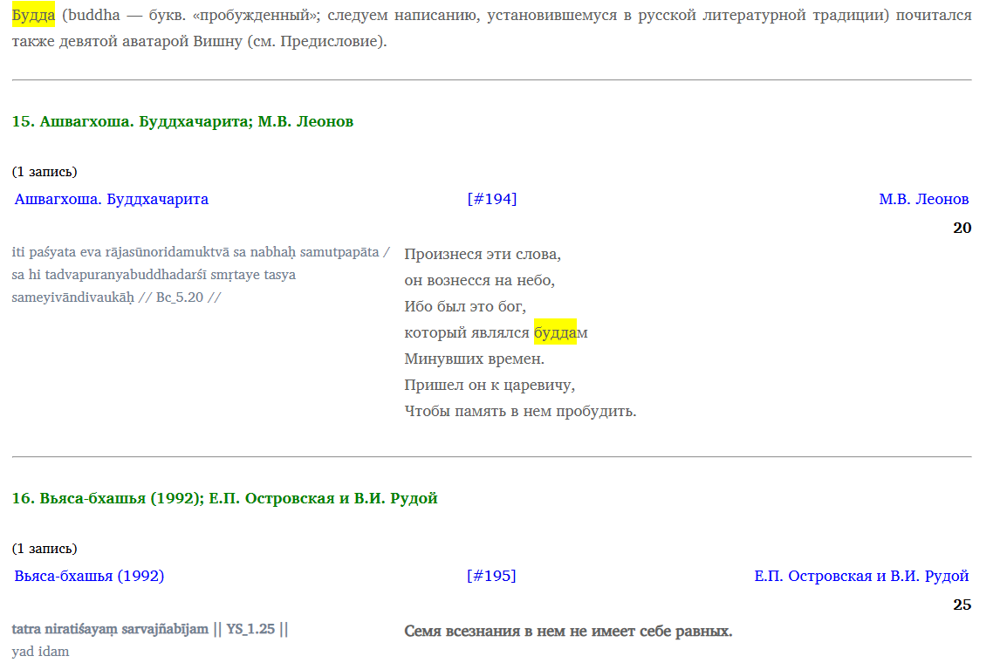 Будда (buddha — букв. «пробужденный»; следуем написанию, установившемуся в русской литературной традиции) почитался
также девятой аватарой Вишну (см. Предисловие).
15. Ашвагхоша. Буддхачарита; М.В. Леонов
(1 запись)
Ашвагхоша. Буддхачарита [#194] М.В. Леонов
20
iti paśyata eva rājasūnoridamuktvā sa nabhaḥ samutpapāta /
sa hi tadvapuranyabuddhadarśī smṛtaye tasya
sameyivāndivaukāḥ // Bc_5.20 //
Произнеся эти слова,
он вознесся на небо,
Ибо был это бог,
который являлся буддам
Минувших времен.
Пришел он к царевичу,
Чтобы память в нем пробудить.
16. Вьяса-бхашья (1992); Е.П. Островская и В.И. Рудой
(1 запись)
Вьяса-бхашья (1992) [#195] Е.П. Островская и В.И. Рудой
25
tatra niratiśayaṃ sarvajñabījam || YS_1.25 ||
yad idam
Семя всезнания в нем не имеет себе равных.